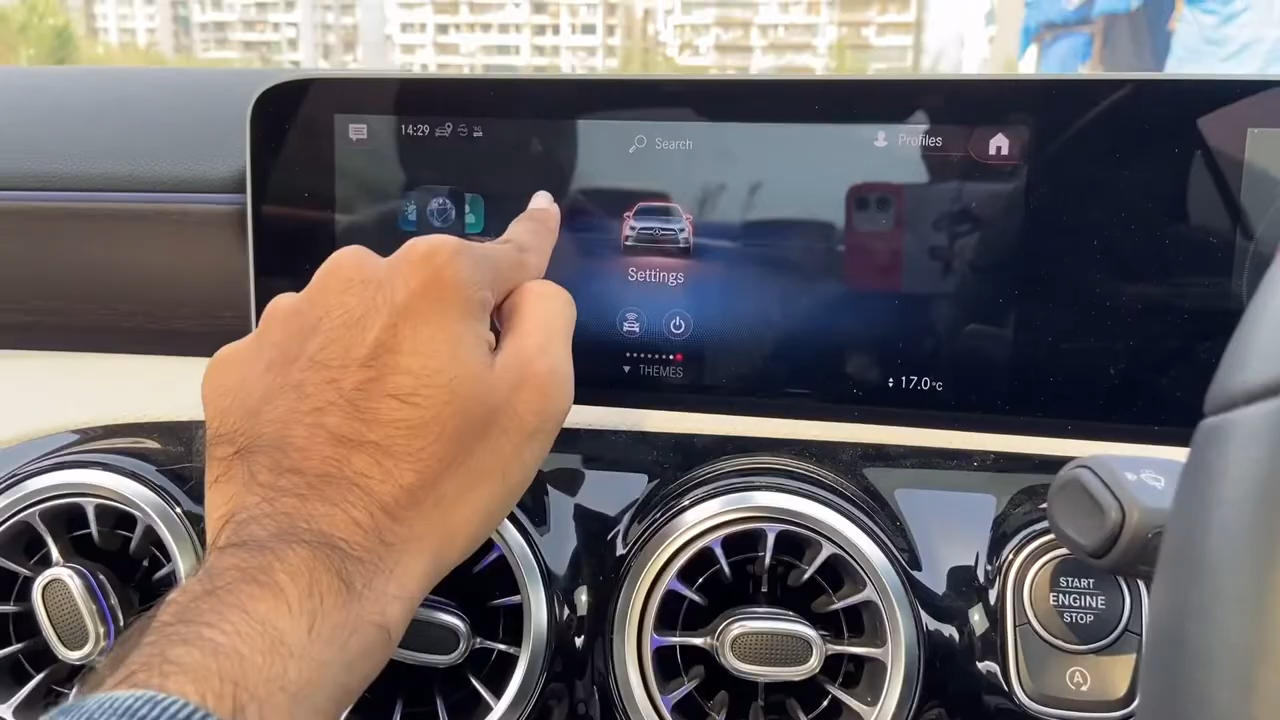 14:29
Search
Profiles
Settings
THEMES
17.0°C
START
ENGINE
STOP
A